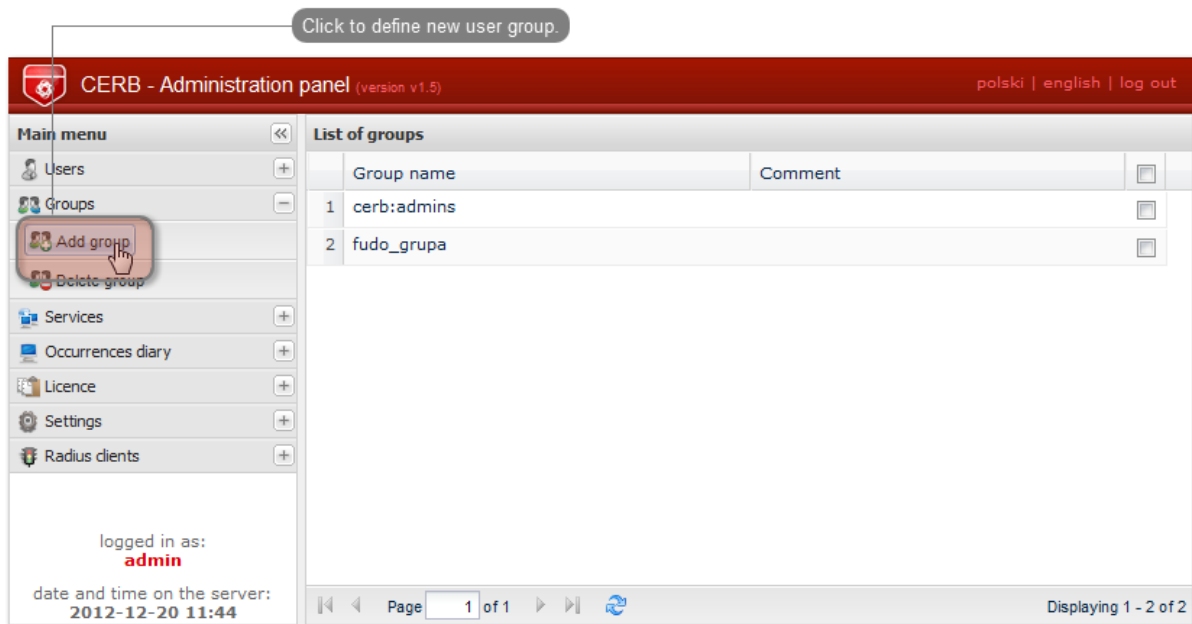 Click to define new user group.
CERB - Administration panel (version v1.5)
polski | english | log out
Main menu
List of groups
Users
Group name Comment
Groups
1 cerb:admins
Add group
2 fudo_grupa
Delete group
Services
Occurrences diary
Licence
Settings
Radius clients
logged in as:
admin
date and time on the server:
2012-12-20 11:44
Page 1 of 1
Displaying 1 - 2 of 2